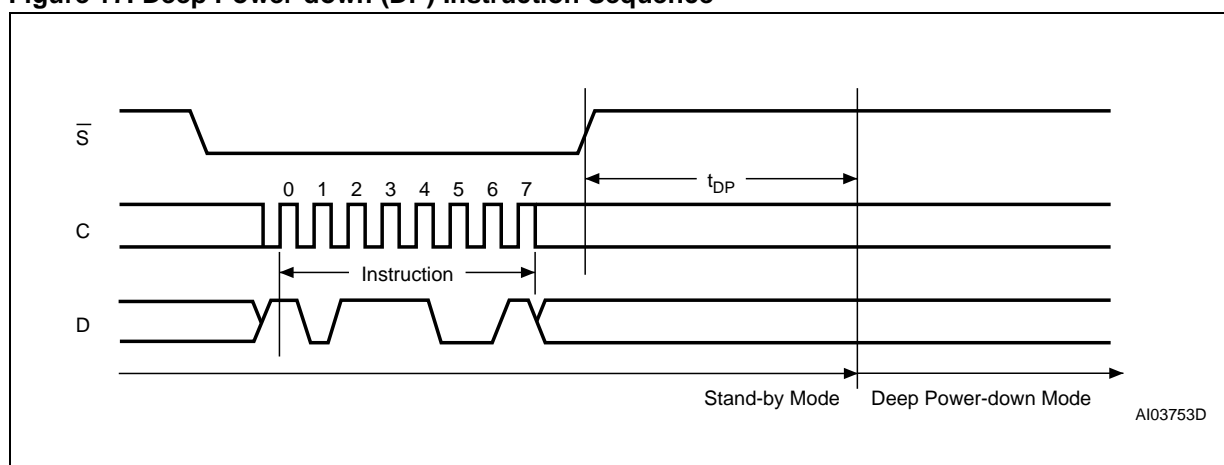 Figure 17. Deep Power-down (DP) Instruction Sequence
S̅
0 1 2 3 4 5 6 7
tDP
C
Instruction
D
Stand-by Mode Deep Power-down Mode
AI03753D